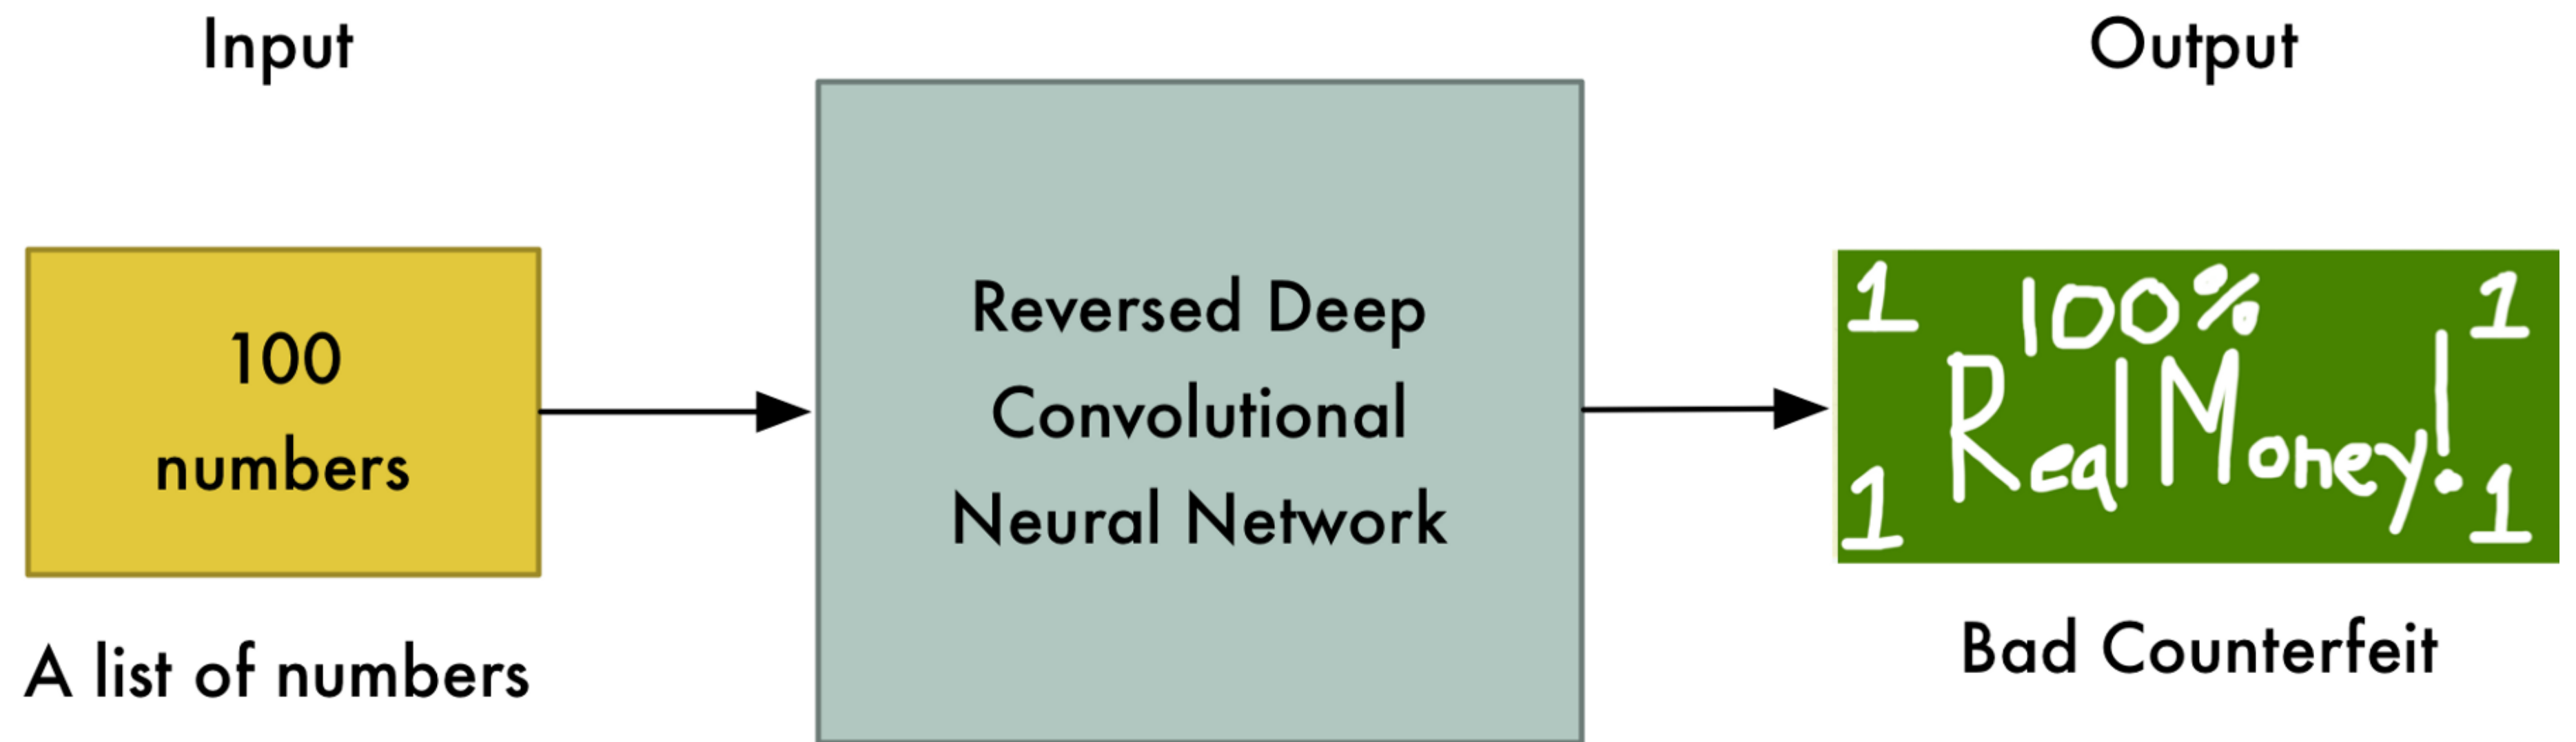 Input
Output
100
numbers
A list of numbers
Reversed Deep
Convolutional
Neural Network
1 100% 1
Real Money!
1 1
Bad Counterfeit